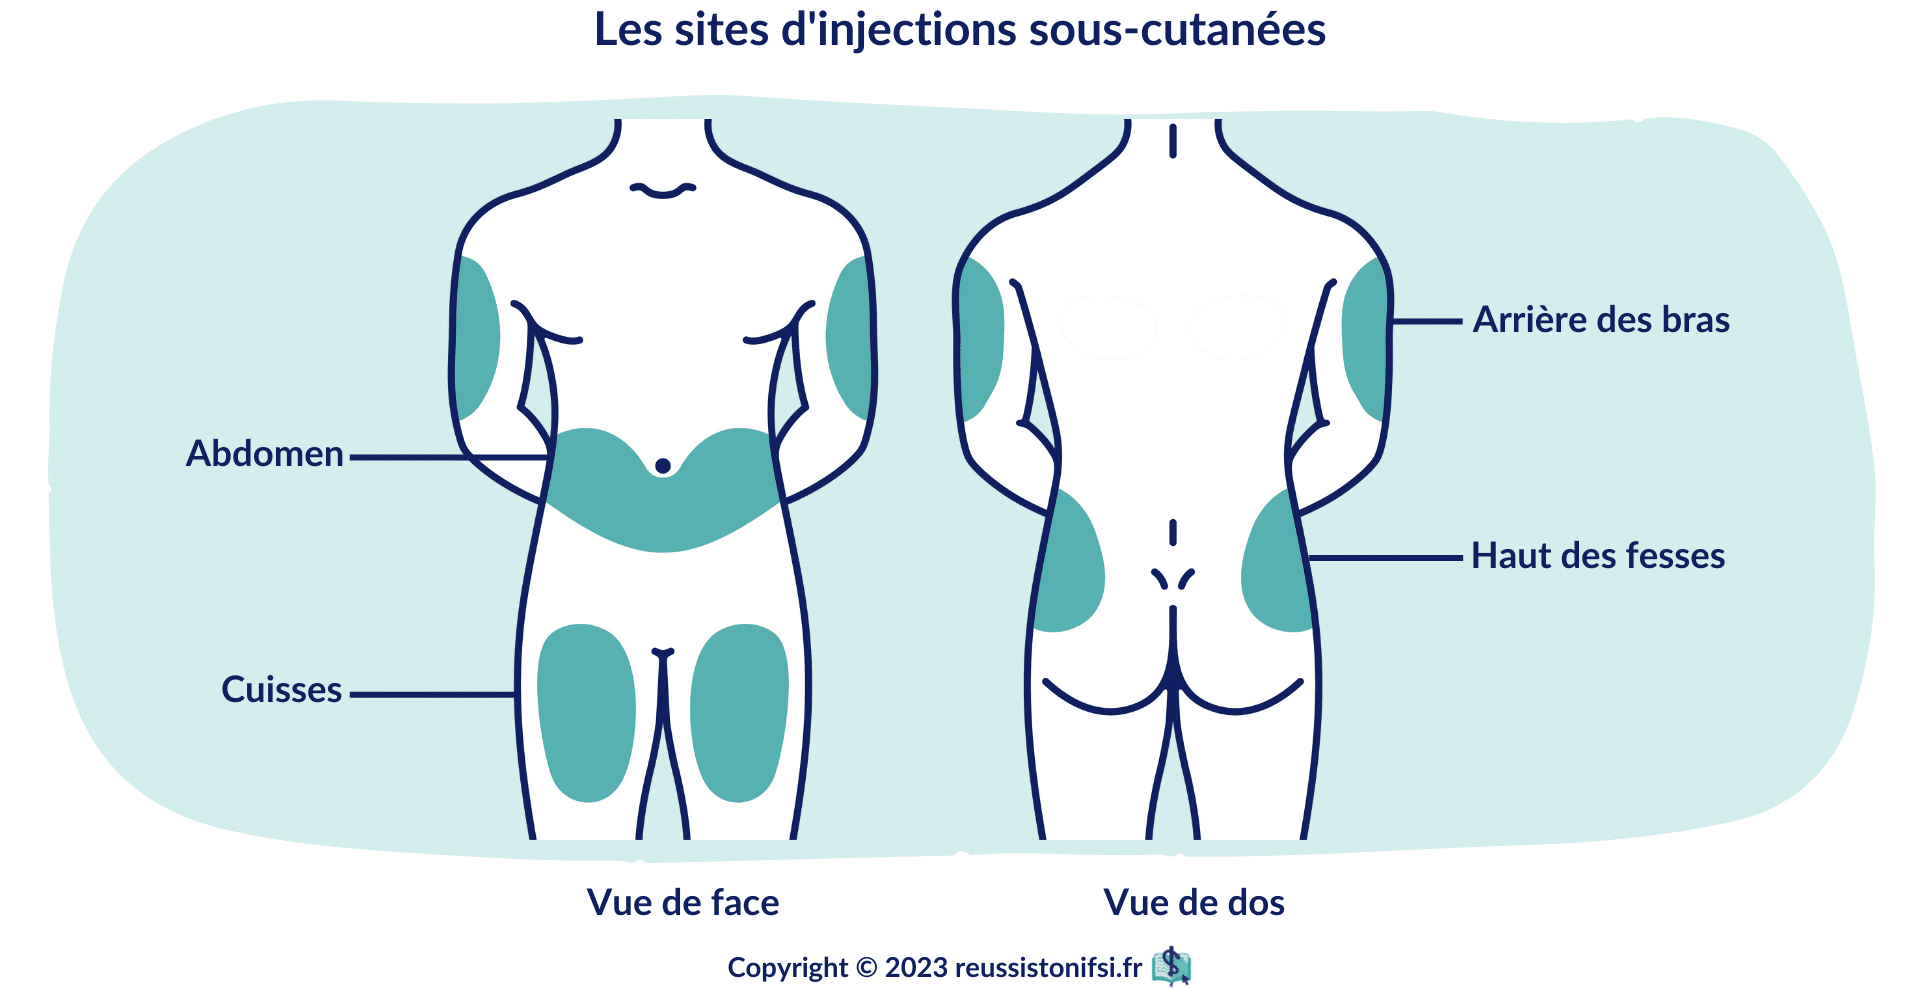 Les sites d'injections sous-cutanées
Arrière des bras
Abdomen
Haut des fesses
Cuisses
Vue de face
Vue de dos
Copyright © 2023 reussistonifsi.fr